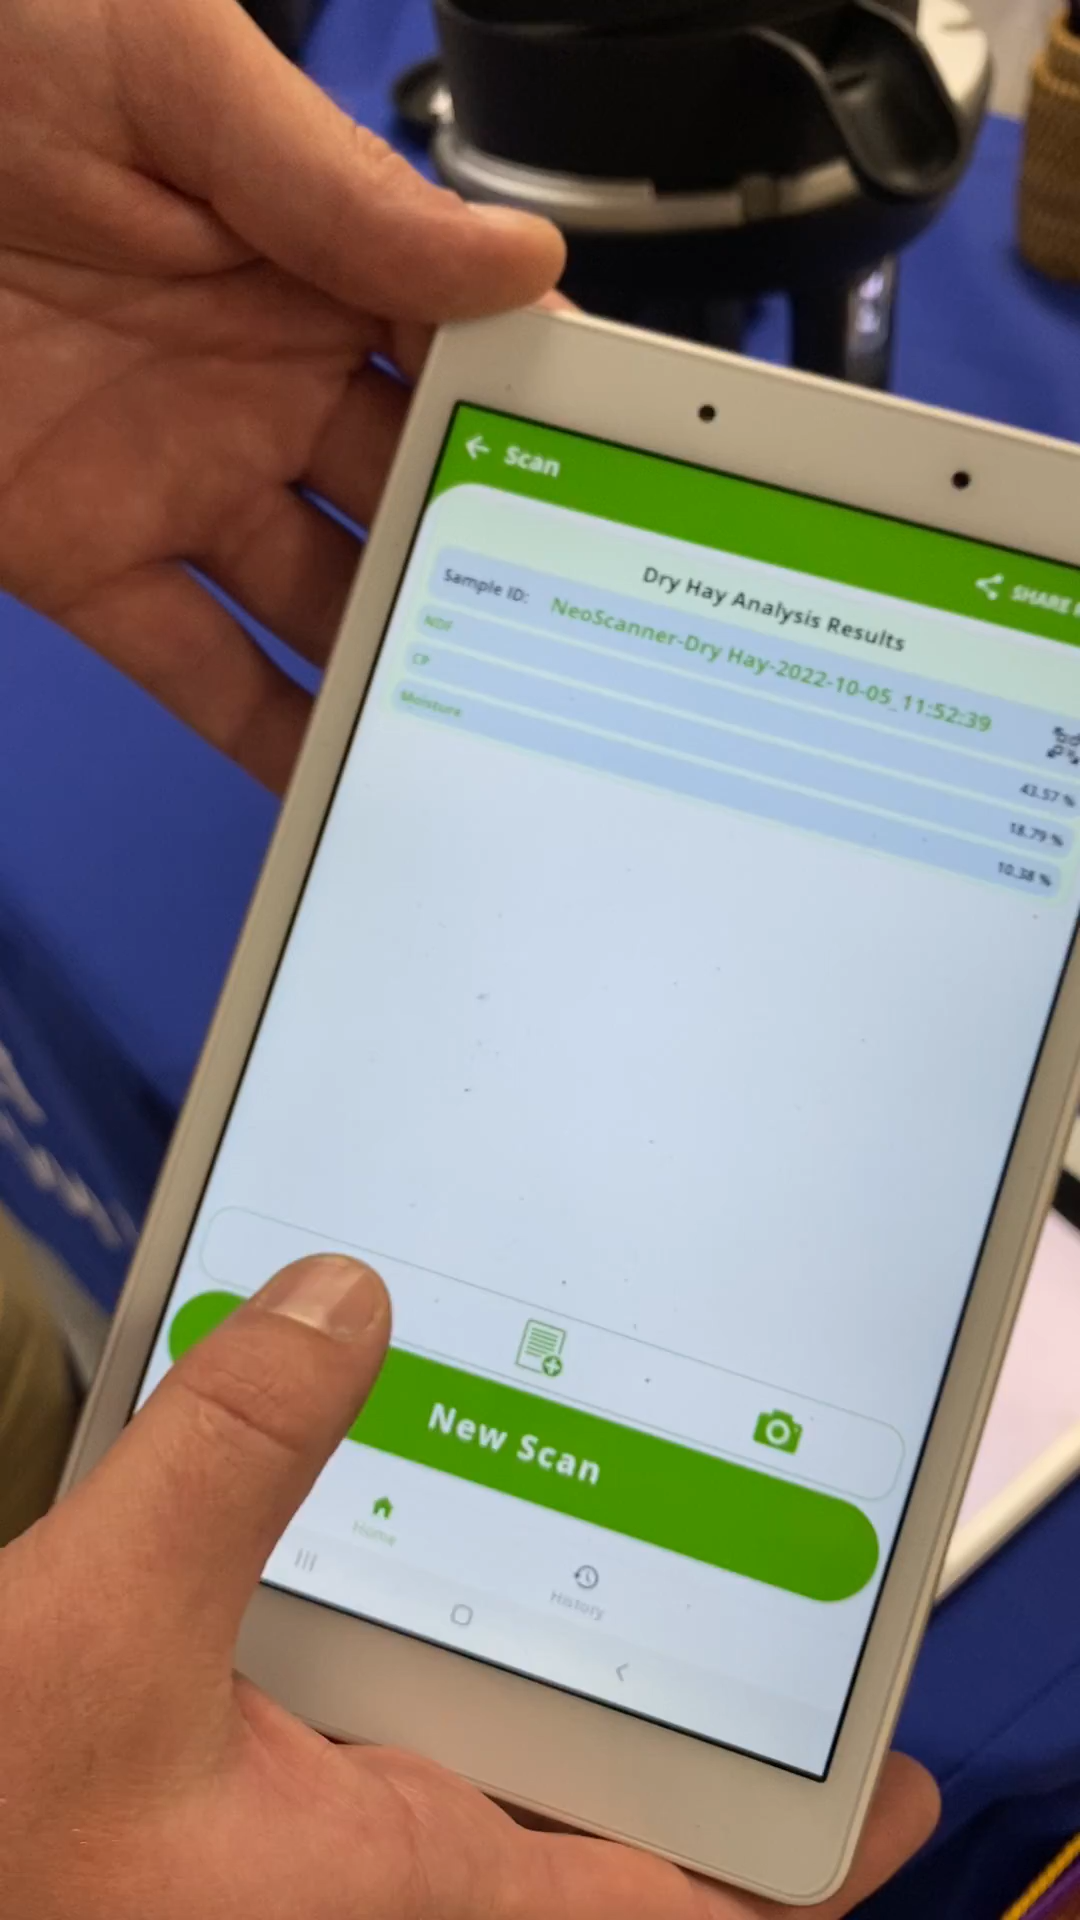 Scan
SHARE
Dry Hay Analysis Results
Sample ID: NeoScanner-Dry Hay-2022-10-05_11:52:39
NDF 43.57 %
CP 18.79 %
Moisture 10.38 %
New Scan
Home
History